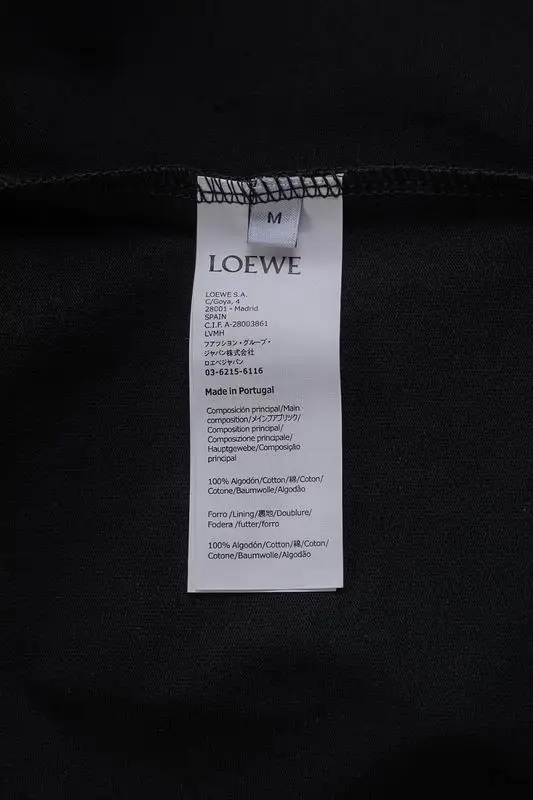 M
LOEWE
LOEWE S.A.
C/Goya, 4
28001 - Madrid
SPAIN
C.I.F. A-28003861
LVMH
ファツション・グループ・
ジャパン株式会社
ロエベジャパン
03-6215-6116
Made in Portugal
Composición principal/Main
composition/メインファブリック/
Composition principal/
Composizione principale/
Hauptgewebe/Composição
principal
100% Algodón/Cotton/綿/Coton/
Cotone/Baumwolle/Algodão
Forro /Lining/裏地/Doublure/
Fodera /futter/forro
100% Algodón/Cotton/綿/Coton/
Cotone/Baumwolle/Algodão